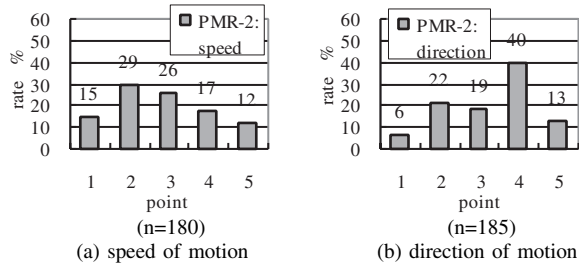 PMR-2:
speed
rate %
60
50
40
30
20
10
0
15
29
26
17
12
1 2 3 4 5
point
(n=180)
(a) speed of motion
PMR-2:
direction
rate %
60
50
40
30
20
10
0
6
22
19
40
13
1 2 3 4 5
point
(n=185)
(b) direction of motion